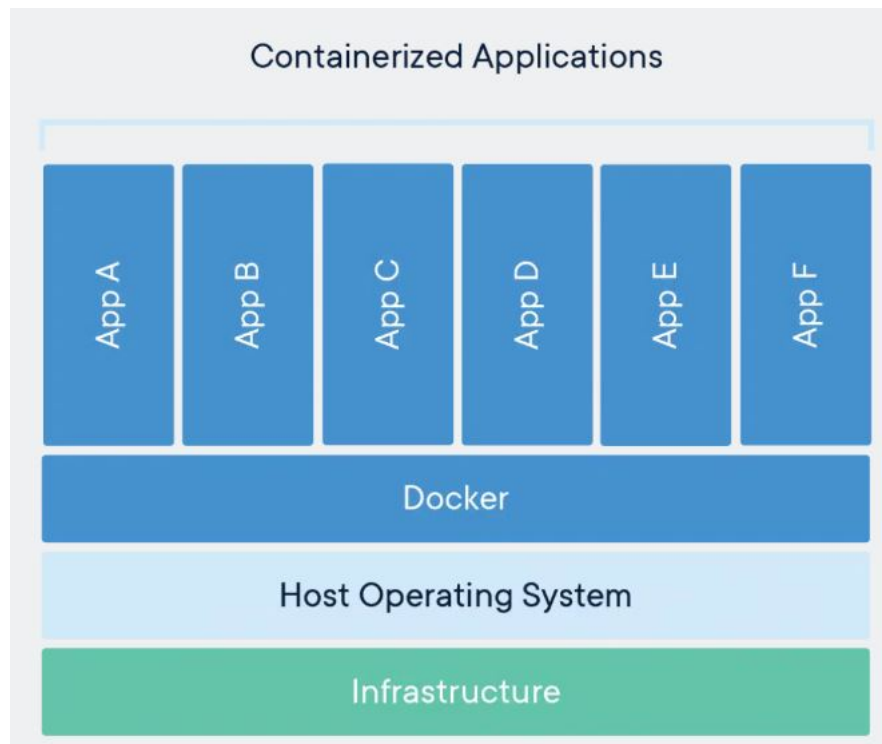 Containerized Applications
App A
App B
App C
App D
App E
App F
Docker
Host Operating System
Infrastructure